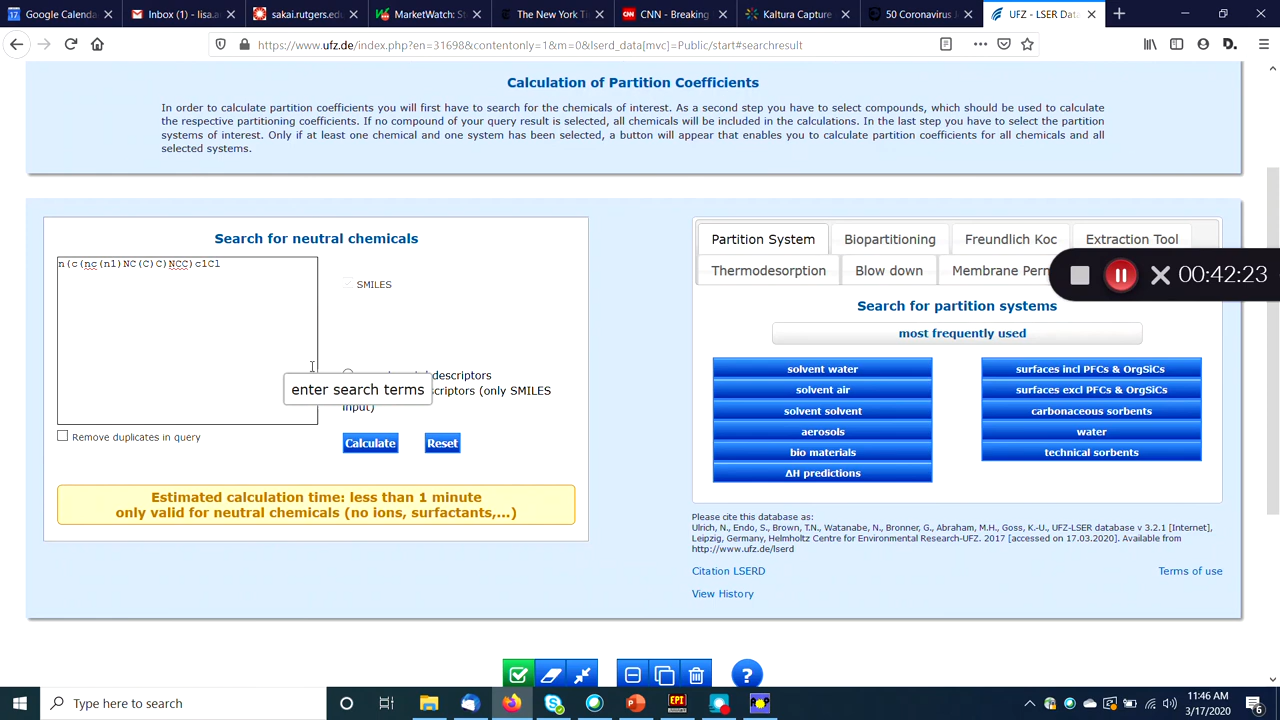 Google Calenda
Inbox (1) - lisa.a
sakai.rutgers.ed
MarketWatch: St
The New York Ti
CNN - Breaking
Kaltura Capture
50 Coronavirus J
UFZ - LSER Dat
https://www.ufz.de/index.php?en=31698&contentonly=1&m=0&lserd_data[mvc]=Public/start#searchresult
Calculation of Partition Coefficients
In order to calculate partition coefficients you will first have to search for the chemicals of interest. As a second step you have to select compounds, which should be used to calculate
the respective partitioning coefficients. If no compound of your query result is selected, all chemicals will be included in the calculations. In the last step you have to select the partition
systems of interest. Only if at least one chemical and one system has been selected, a button will appear that enables you to calculate partition coefficients for all chemicals and all
selected systems.
Search for neutral chemicals
n(c(nc(n1)NC(C)C)NCC)c1Cl
SMILES
l descriptors
enter search terms
scriptors (only SMILES
input)
Remove duplicates in query
Calculate
Reset
Estimated calculation time: less than 1 minute
only valid for neutral chemicals (no ions, surfactants,...)
Partition System
Biopartitioning
Freundlich Koc
Extraction Tool
Thermodesorption
Blow down
Membrane Perm
00:42:23
Search for partition systems
most frequently used
solvent water
solvent air
solvent solvent
aerosols
bio materials
ΔH predictions
surfaces incl PFCs & OrgSiCs
surfaces excl PFCs & OrgSiCs
carbonaceous sorbents
water
technical sorbents
Please cite this database as:
Ulrich, N., Endo, S., Brown, T.N., Watanabe, N., Bronner, G., Abraham, M.H., Goss, K.-U., UFZ-LSER database v 3.2.1 [Internet],
Leipzig, Germany, Helmholtz Centre for Environmental Research-UFZ. 2017 [accessed on 17.03.2020]. Available from
http://www.ufz.de/lserd
Citation LSERD
Terms of use
View History
?
Type here to search
EPI
11:46 AM
3/17/2020
6